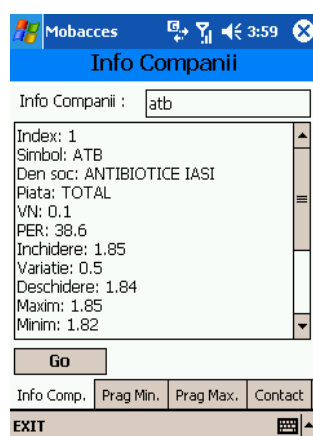 Mobacces 3:59
Info Companii
Info Companii : atb
Index: 1
Simbol: ATB
Den soc: ANTIBIOTICE IASI
Piata: TOTAL
VN: 0.1
PER: 38.6
Inchidere: 1.85
Variatie: 0.5
Deschidere: 1.84
Maxim: 1.85
Minim: 1.82
Go
Info Comp. Prag Min. Prag Max. Contact
EXIT